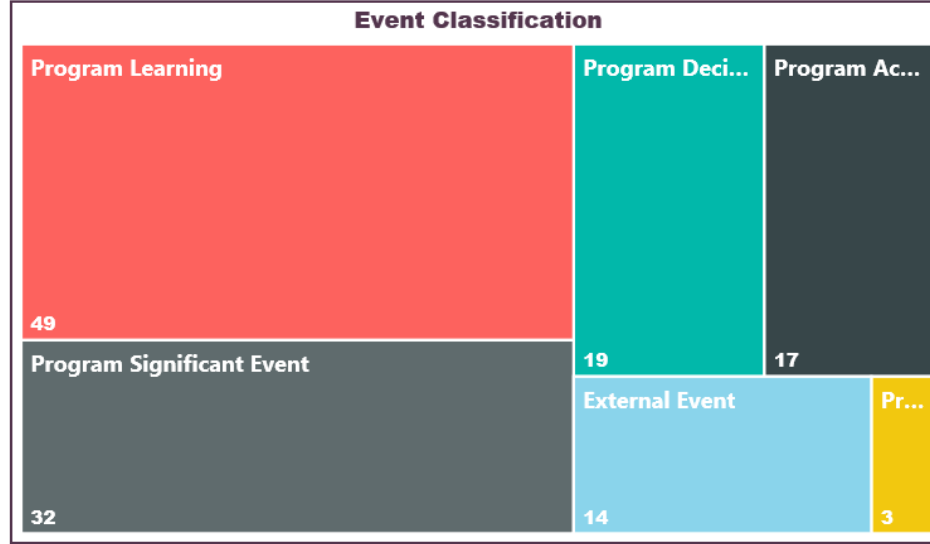 Event Classification
Program Learning
49
Program Significant Event
32
Program Deci...
19
Program Ac...
17
External Event
14
Pr...
3